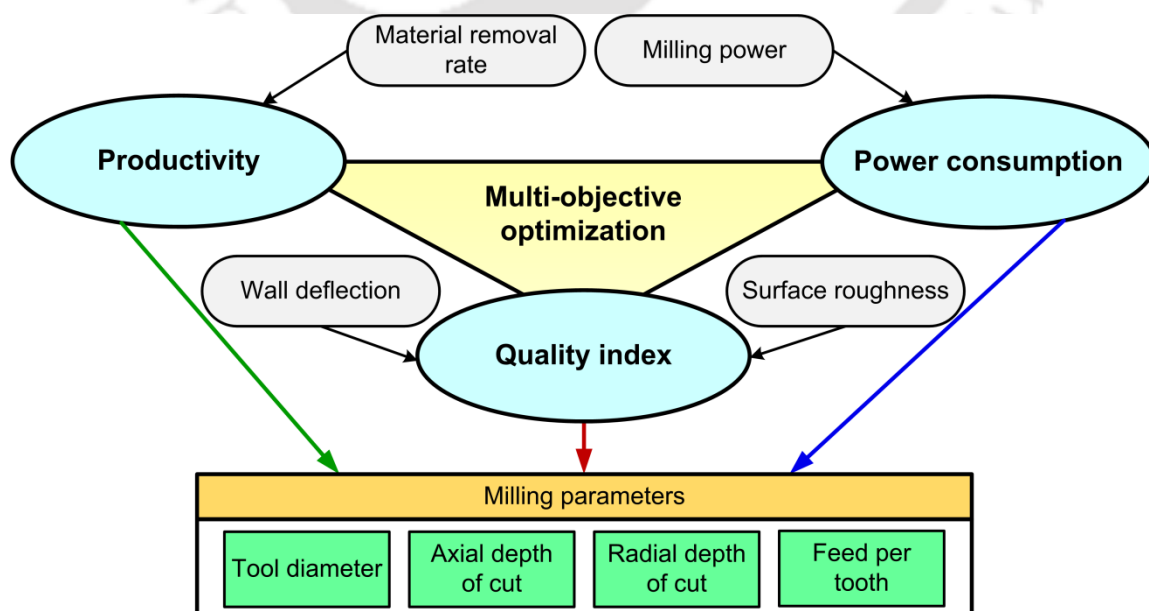 Material removal
rate
Milling power
Productivity
Power consumption
Multi-objective
optimization
Wall deflection
Surface roughness
Quality index
Milling parameters
Tool diameter
Axial depth
of cut
Radial depth
of cut
Feed per
tooth